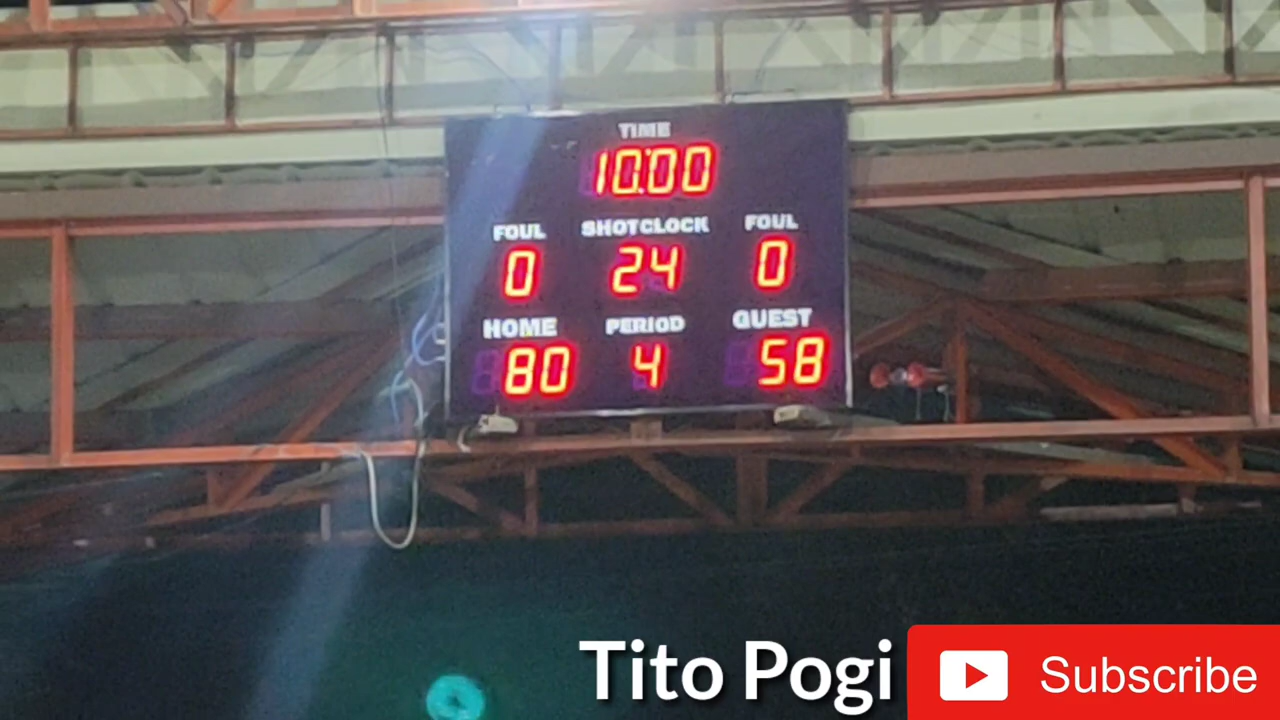 TIME
10:00
FOUL SHOTCLOCK FOUL
0 24 0
HOME PERIOD GUEST
80 4 58
Tito Pogi Subscribe